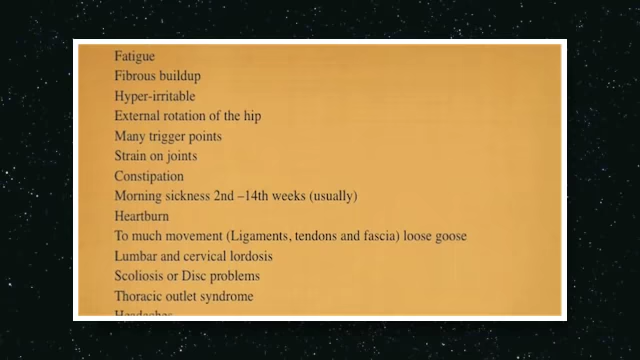 Fatigue
Fibrous buildup
Hyper-irritable
External rotation of the hip
Many trigger points
Strain on joints
Constipation
Morning sickness 2nd –14th weeks (usually)
Heartburn
To much movement (Ligaments, tendons and fascia) loose goose
Lumbar and cervical lordosis
Scoliosis or Disc problems
Thoracic outlet syndrome
Headaches